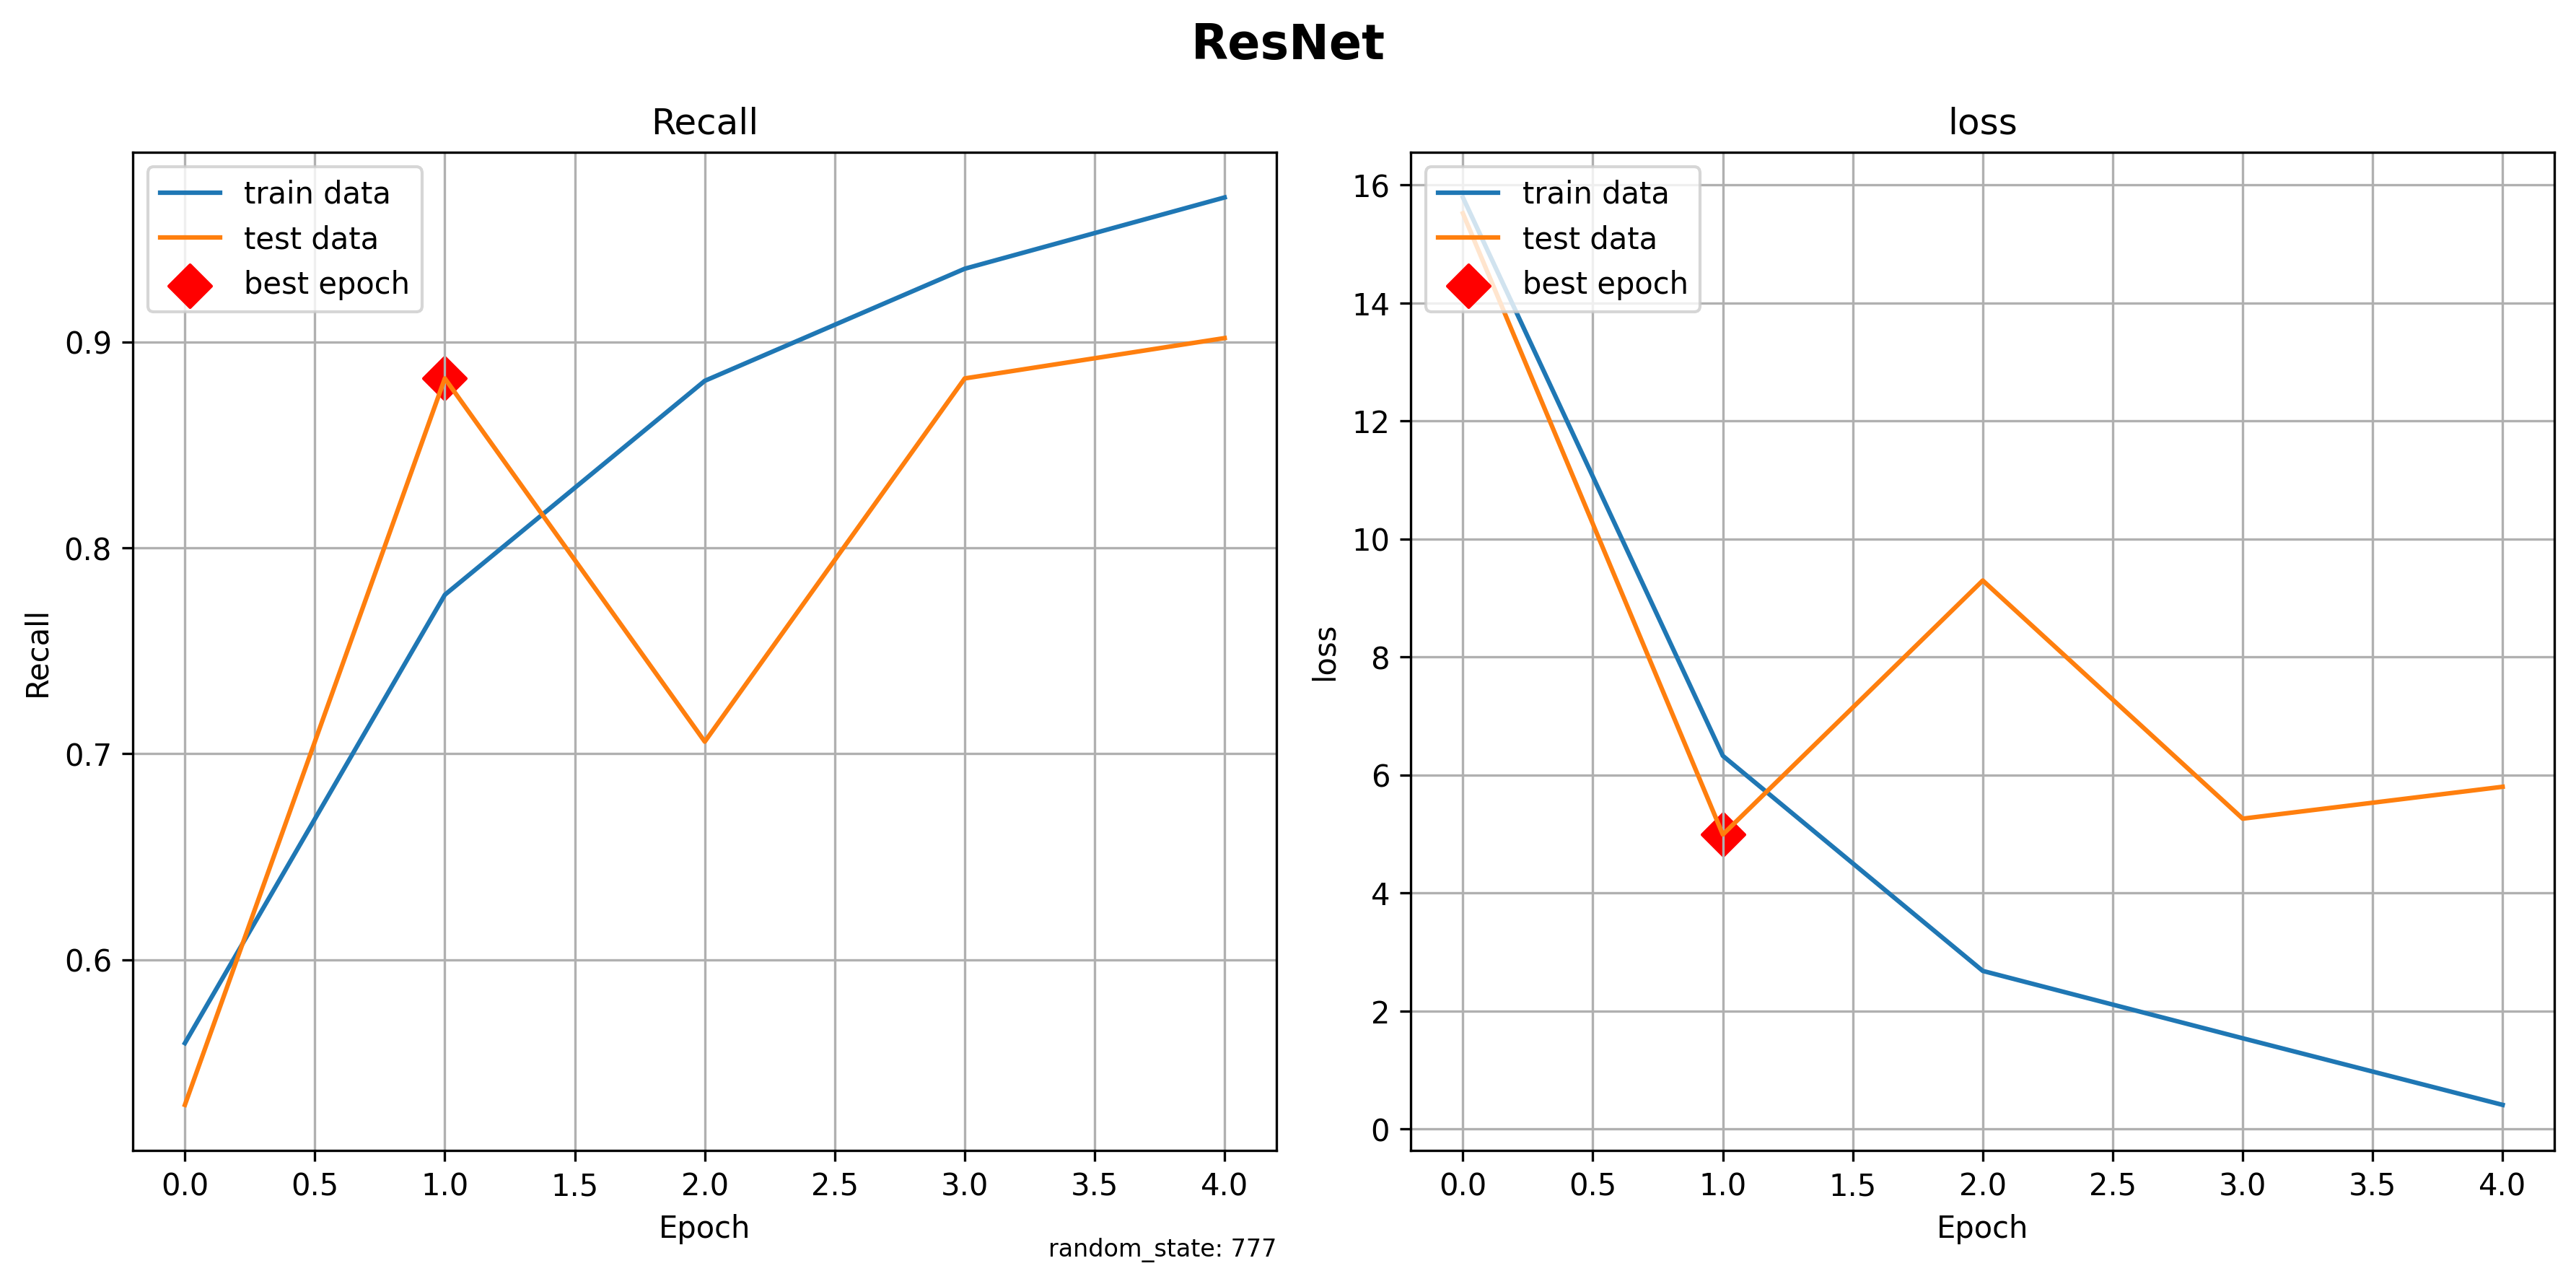 ResNet
Recall
train data
test data
best epoch
0.9
0.8
0.7
0.6
Recall
0.0 0.5 1.0 1.5 2.0 2.5 3.0 3.5 4.0
Epoch
random_state: 777
loss
train data
test data
best epoch
16
14
12
10
8
6
4
2
0
loss
0.0 0.5 1.0 1.5 2.0 2.5 3.0 3.5 4.0
Epoch